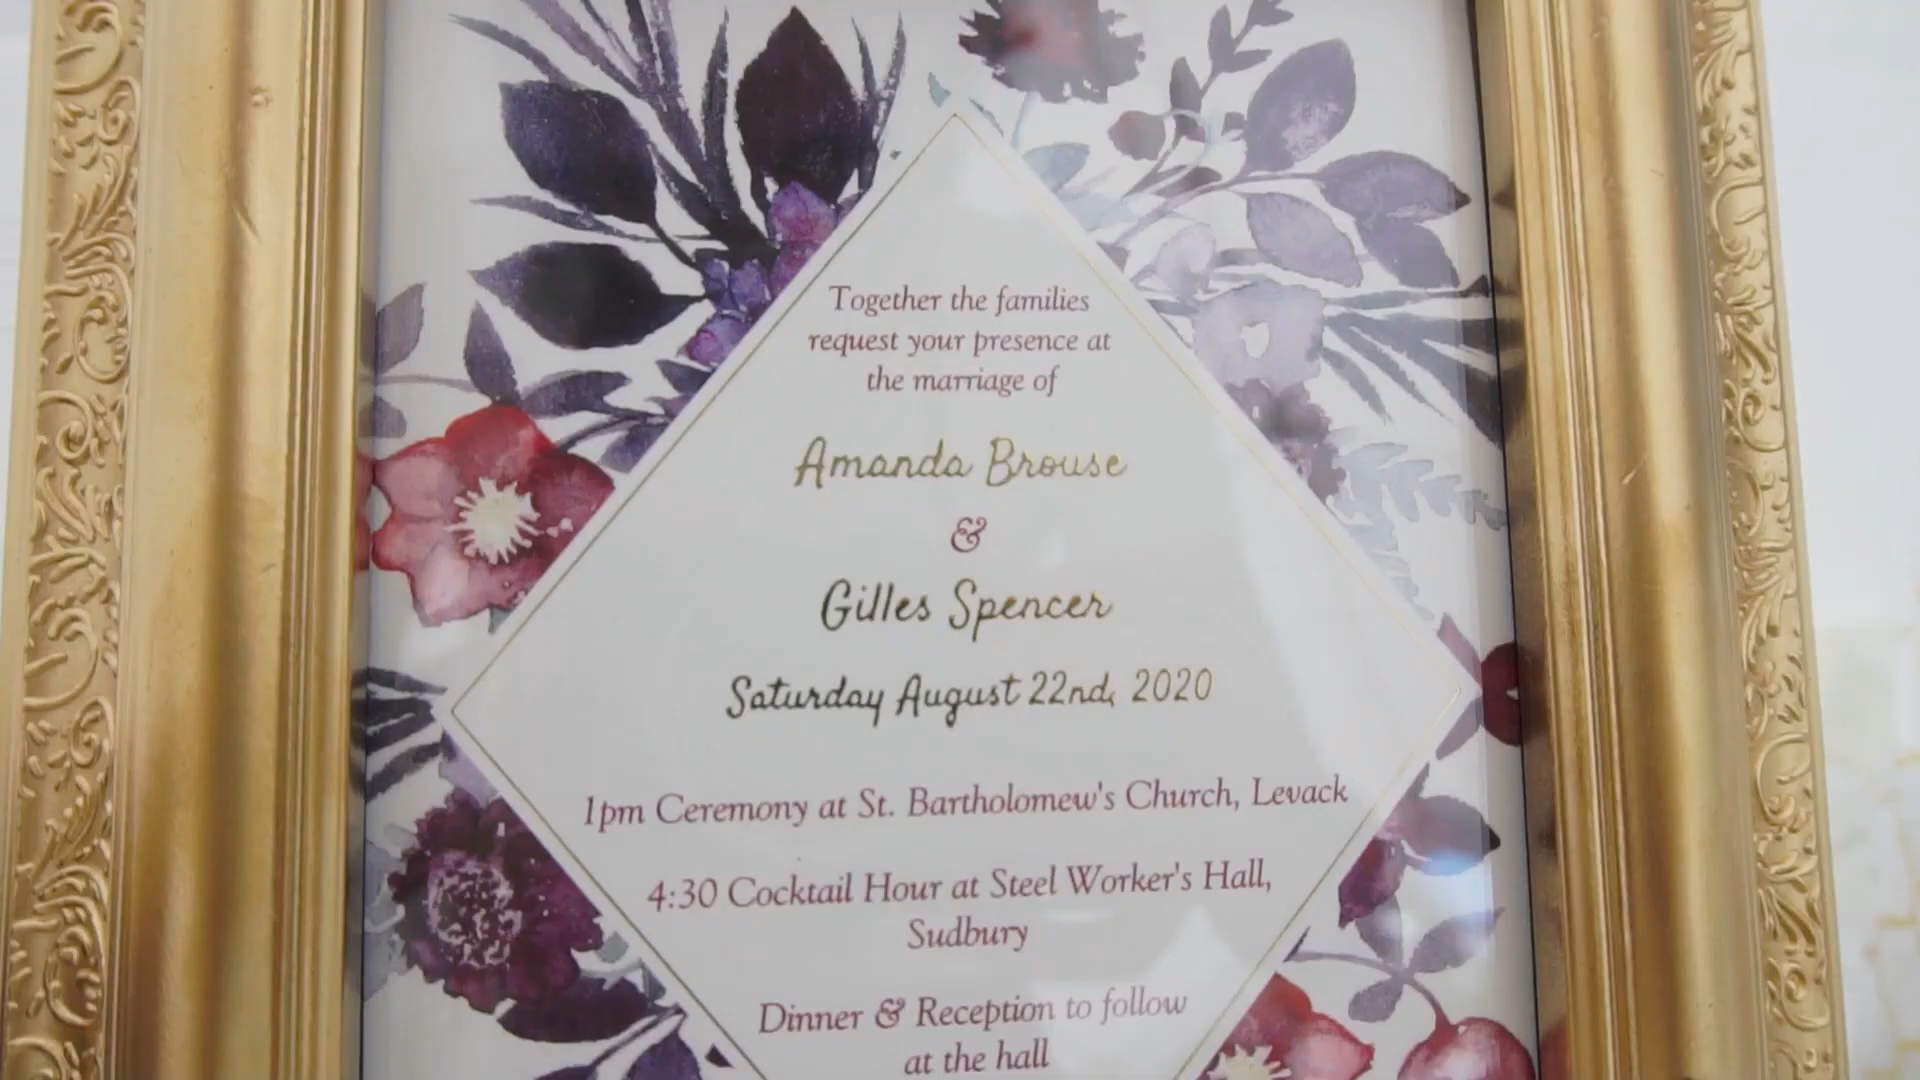 Together the families
request your presence at
the marriage of
Amanda Brouse
&
Gilles Spencer
Saturday August 22nd, 2020
1pm Ceremony at St. Bartholomew's Church, Levack
4:30 Cocktail Hour at Steel Worker's Hall,
Sudbury
Dinner & Reception to follow
at the hall